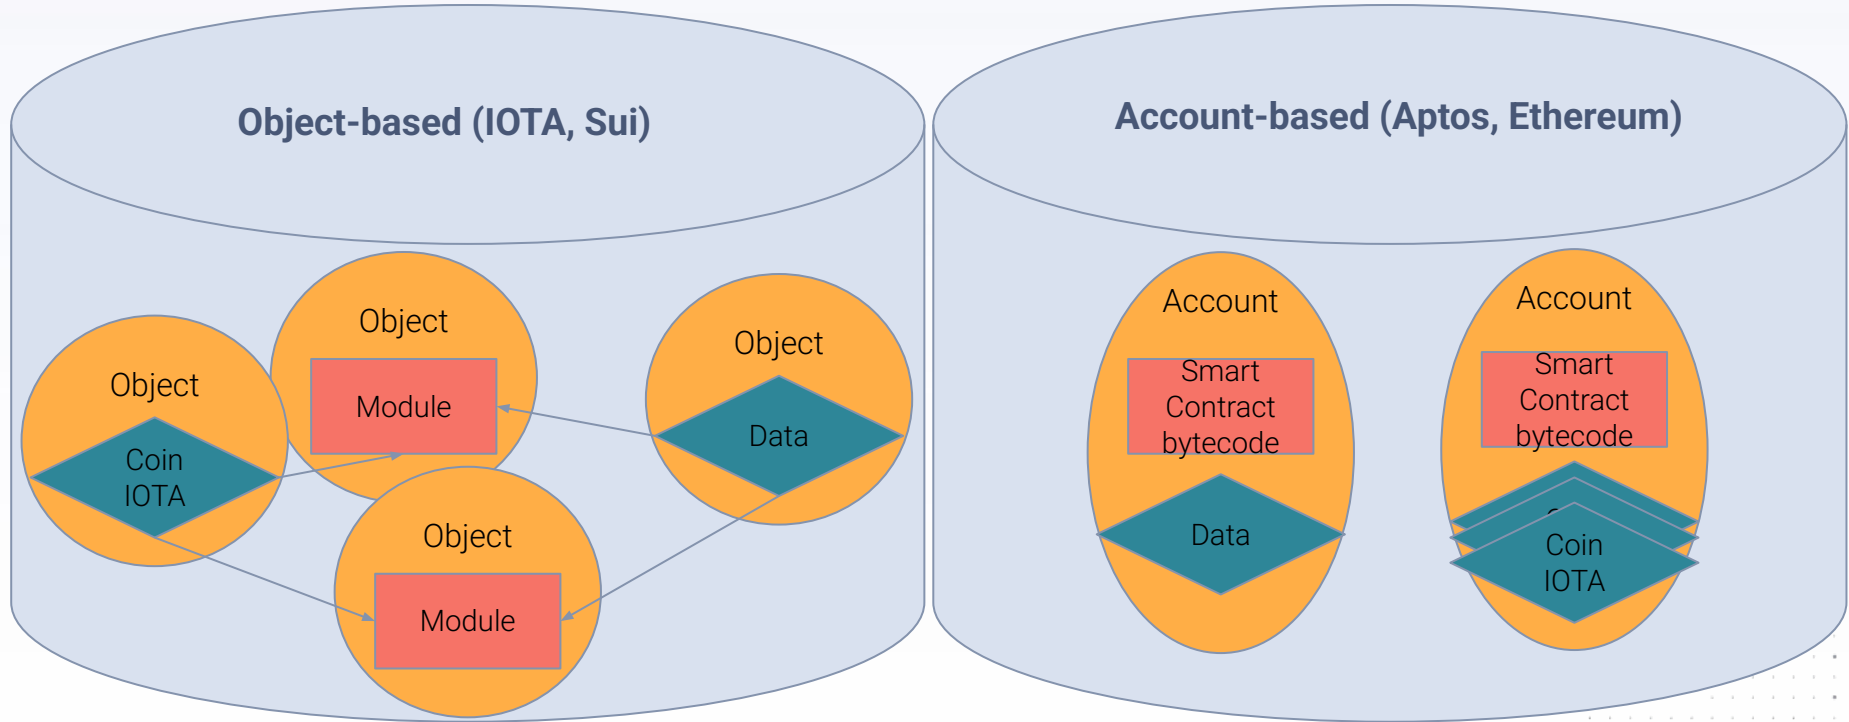 Object-based (IOTA, Sui)
Object
Module
Object
Data
Object
Coin
IOTA
Object
Module
Account-based (Aptos, Ethereum)
Account
Smart
Contract
bytecode
Data
Account
Smart
Contract
bytecode
Coin
IOTA